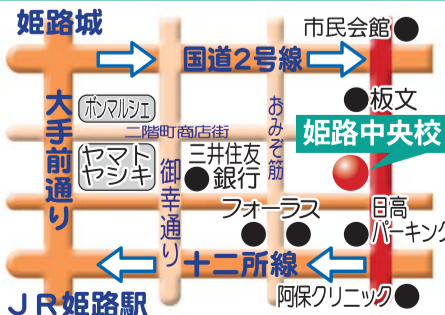 姫路城
市民会館
国道2号線
板文
大手前通り
ボンマルシェ
二階町商店街
おみぞ筋
姫路中央校
ヤマト
ヤシキ
御幸通り
三井住友
銀行
フォーラス
日高
パーキング
十二所線
JR姫路駅
阿保クリニック